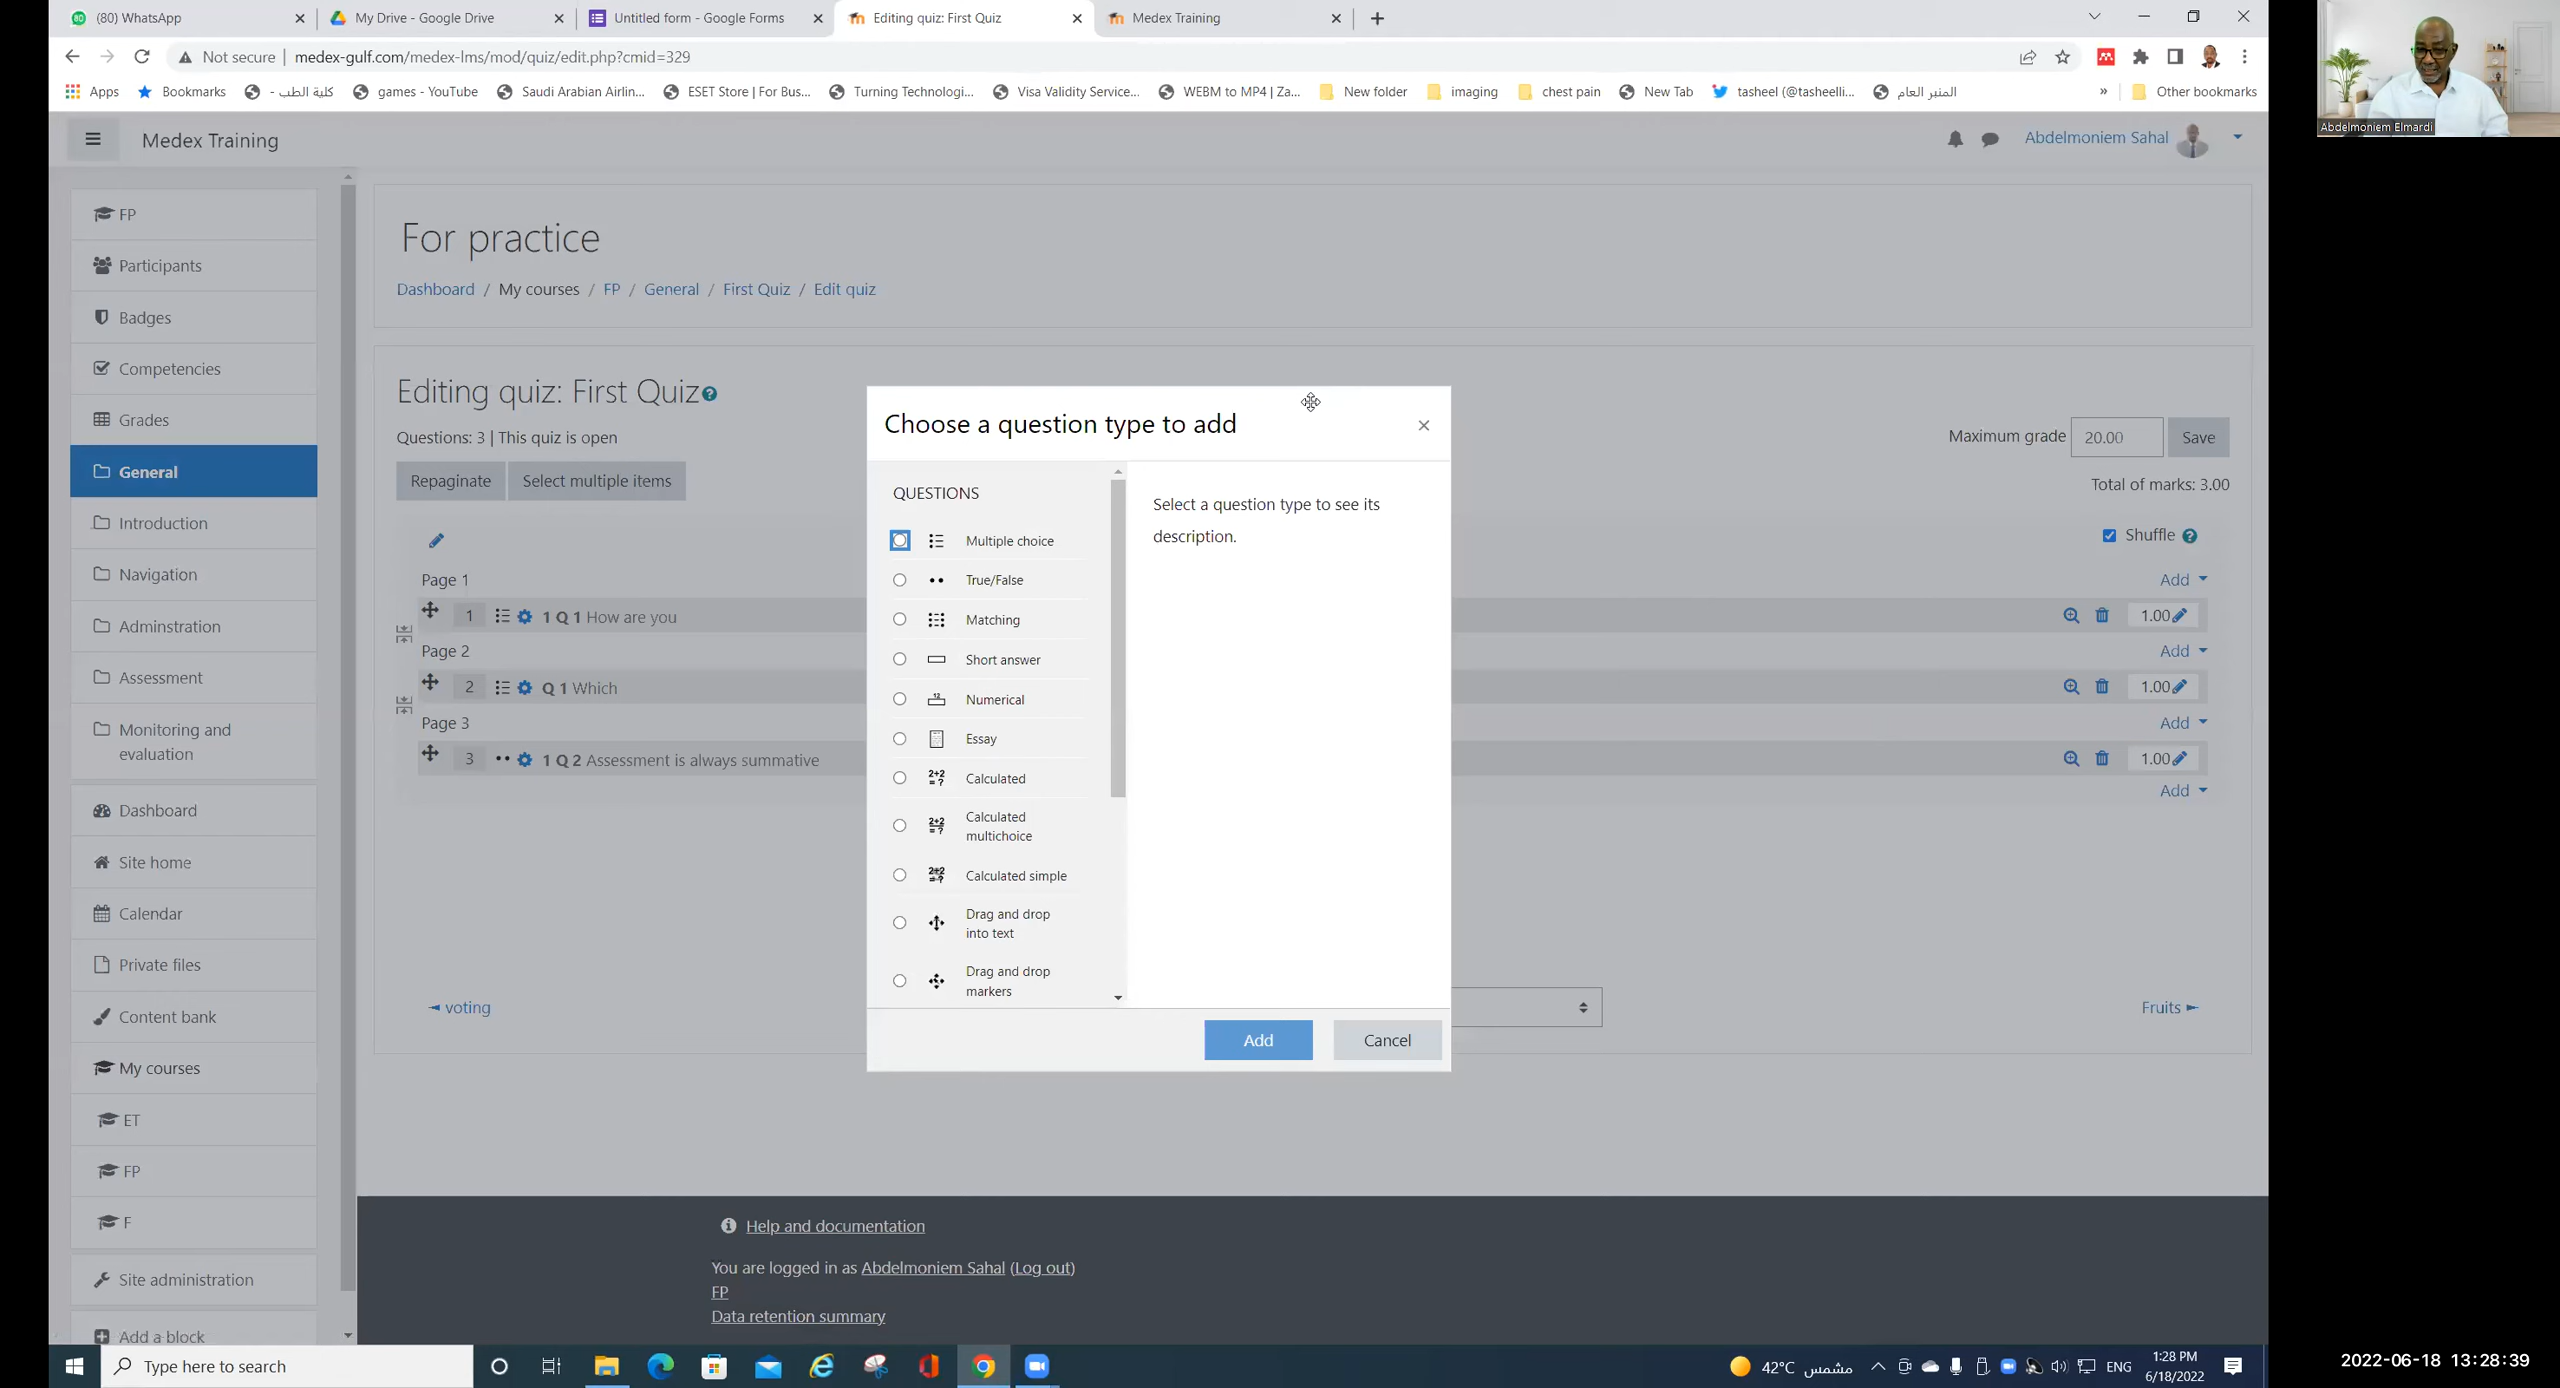 (80) WhatsApp
My Drive - Google Drive
Untitled form - Google Forms
Editing quiz: First Quiz
Medex Training
Not secure | medex-gulf.com/medex-lms/mod/quiz/edit.php?cmid=329
Apps
Bookmarks
كلية الطب -
games - YouTube
Saudi Arabian Airlin...
ESET Store | For Bus...
Turning Technologi...
Visa Validity Service...
WEBM to MP4 | Za...
New folder
imaging
chest pain
New Tab
tasheel (@tasheelli...
المنبر العام
»
Other bookmarks
Abdelmoniem Elmardi
Medex Training
Abdelmoniem Sahal
FP
Participants
Badges
Competencies
Grades
General
Introduction
Navigation
Adminstration
Assessment
Monitoring and
evaluation
Dashboard
Site home
Calendar
Private files
Content bank
My courses
ET
FP
F
Site administration
Add a block
For practice
Dashboard / My courses / FP / General / First Quiz / Edit quiz
Editing quiz: First Quiz
Questions: 3 | This quiz is open
Maximum grade 20.00 Save
Repaginate
Select multiple items
Total of marks: 3.00
Shuffle
Page 1
Add
1 1 Q 1 How are you 1.00
Page 2
Add
2 Q 1 Which 1.00
Page 3
Add
3 1 Q 2 Assessment is always summative 1.00
Add
◄ voting
Fruits ►
Choose a question type to add
QUESTIONS
Multiple choice
True/False
Matching
Short answer
Numerical
Essay
Calculated
Calculated
multichoice
Calculated simple
Drag and drop
into text
Drag and drop
markers
Select a question type to see its
description.
Add
Cancel
Help and documentation
You are logged in as Abdelmoniem Sahal (Log out)
FP
Data retention summary
Type here to search
42°C مشمس
ENG
1:28 PM
6/18/2022
2022-06-18 13:28:39